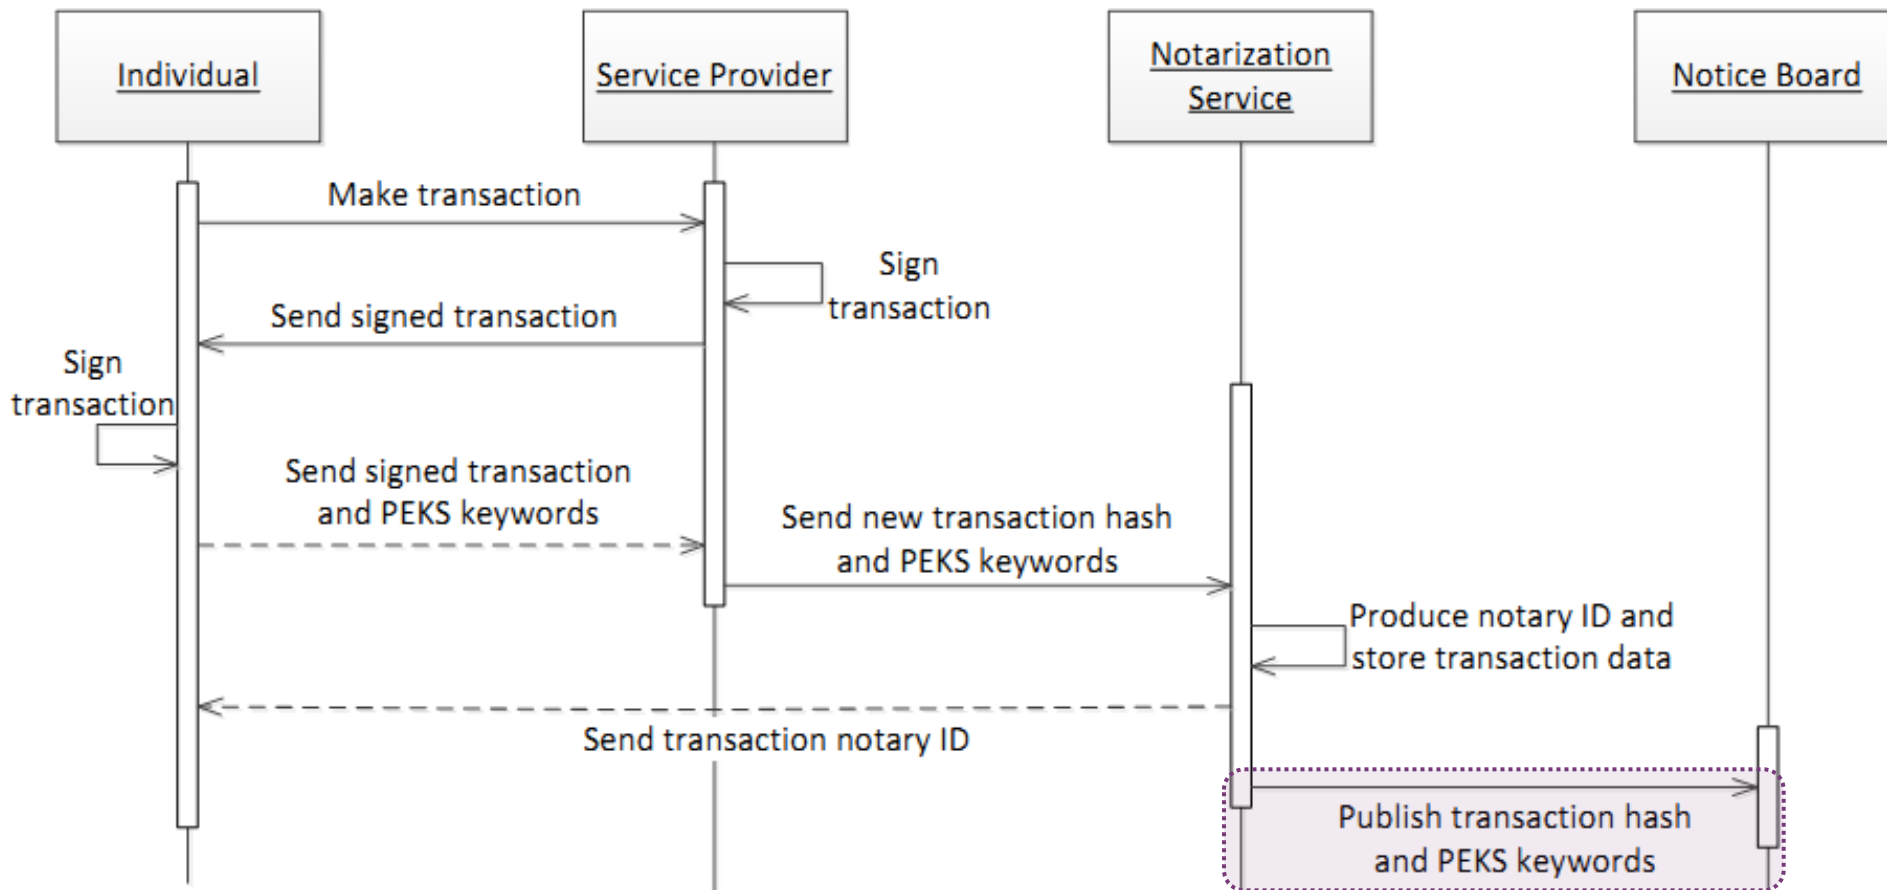 Individual
Service Provider
Notarization
Service
Notice Board
Make transaction
Sign
transaction
Send signed transaction
Sign
transaction
Send signed transaction
and PEKS keywords
Send new transaction hash
and PEKS keywords
Produce notary ID and
store transaction data
Send transaction notary ID
Publish transaction hash
and PEKS keywords